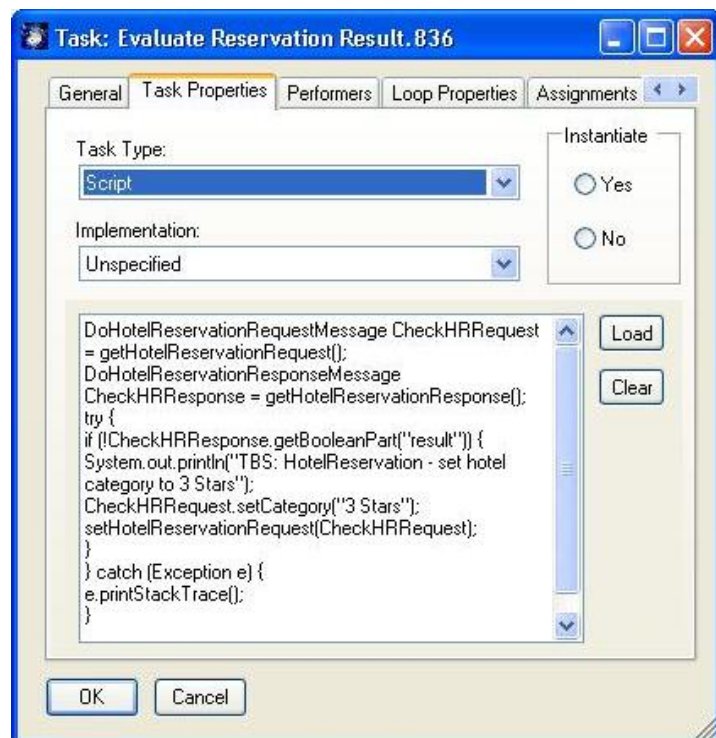 Task: Evaluate Reservation Result.836
General Task Properties Performers Loop Properties Assignments
Task Type:
Script
Instantiate
Yes
No
Implementation:
Unspecified
DoHotelReservationRequestMessage CheckHRRequest
= getHotelReservationRequest();
DoHotelReservationResponseMessage
CheckHRResponse = getHotelReservationResponse();
try {
if (!CheckHRResponse.getBooleanPart("result")) {
System.out.println("TBS: HotelReservation - set hotel
category to 3 Stars");
CheckHRRequest.setCategory("3 Stars");
setHotelReservationRequest(CheckHRRequest);
}
} catch (Exception e) {
e.printStackTrace();
}
Load
Clear
OK Cancel